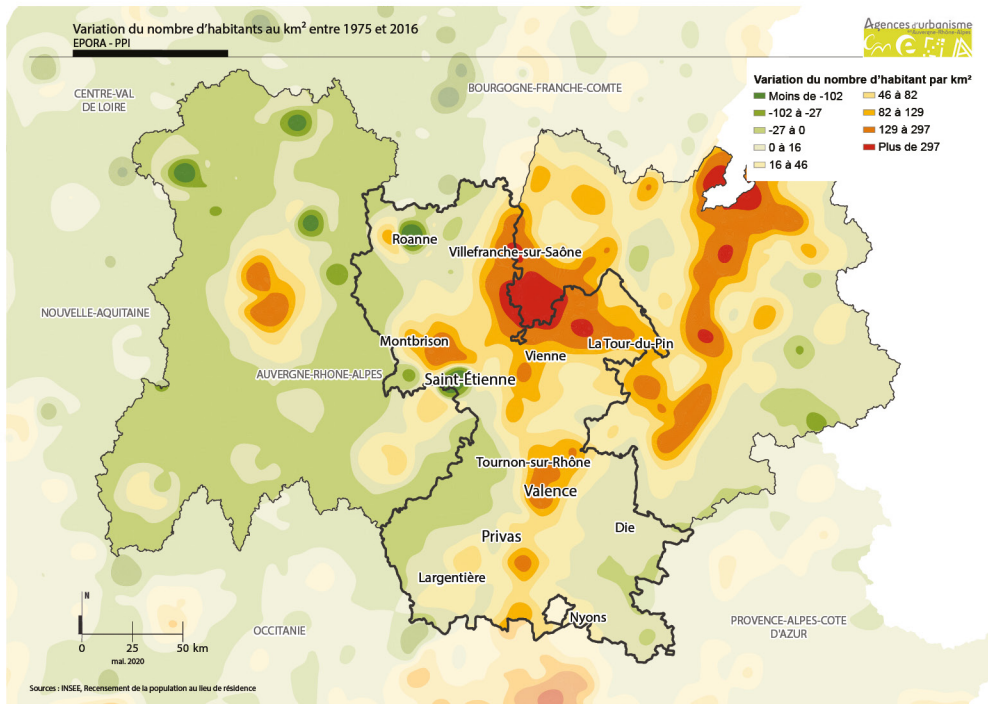 Variation du nombre d'habitants au km² entre 1975 et 2016
EPORA - PPI
Agences d'urbanisme
en Auvergne-Rhône-Alpes
CENTRE-VAL
DE LOIRE
BOURGOGNE-FRANCHE-COMTE
Variation du nombre d'habitant par km²
Moins de -102
-102 à -27
-27 à 0
0 à 16
16 à 46
46 à 82
82 à 129
129 à 297
Plus de 297
Roanne
Villefranche-sur-Saône
NOUVELLE-AQUITAINE
Montbrison
La Tour-du-Pin
Vienne
AUVERGNE-RHONE-ALPES
Saint-Étienne
Tournon-sur-Rhône
Valence
Die
Privas
Largentière
Nyons
N
0 25 50 km
mai. 2020
OCCITANIE
PROVENCE-ALPES-COTE
D'AZUR
Sources : INSEE, Recensement de la population au lieu de résidence